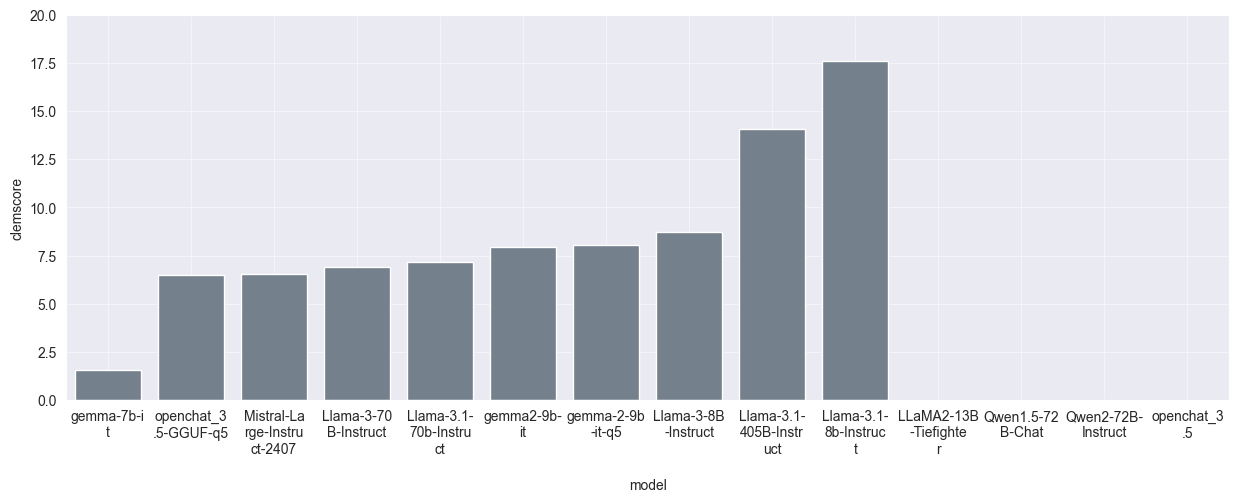 20.0
17.5
15.0
12.5
10.0
7.5
5.0
2.5
0.0
clemscore
gemma-7b-i
t
openchat_3
.5-GGUF-q5
Mistral-La
rge-Instru
ct-2407
Llama-3-70
B-Instruct
Llama-3.1-
70b-Instru
ct
gemma2-9b-
it
gemma-2-9b
-it-q5
Llama-3-8B
-Instruct
Llama-3.1-
405B-Instr
uct
Llama-3.1-
8b-Instruc
t
LLaMA2-13B
-Tiefighte
r
Qwen1.5-72
B-Chat
Qwen2-72B-
Instruct
openchat_3
.5
model